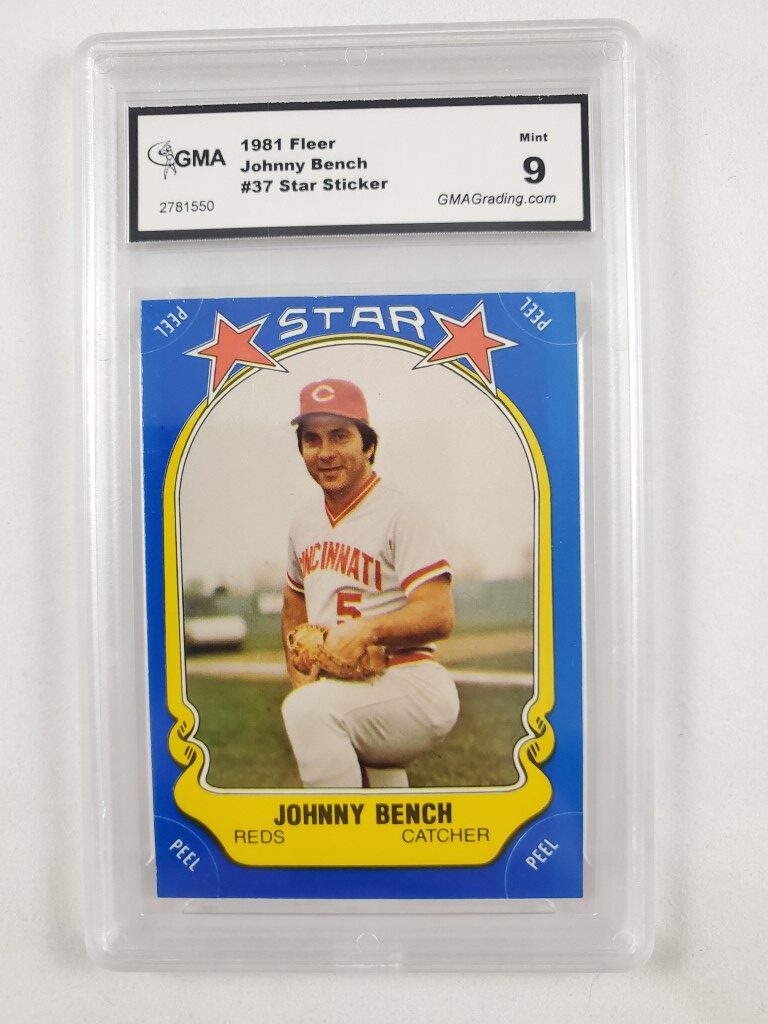 GMA
1981 Fleer
Johnny Bench
#37 Star Sticker
2781550
Mint
9
GMAGrading.com
PEEL
STAR
PEEL
C
INCINNATI
5
JOHNNY BENCH
REDS CATCHER
PEEL
PEEL